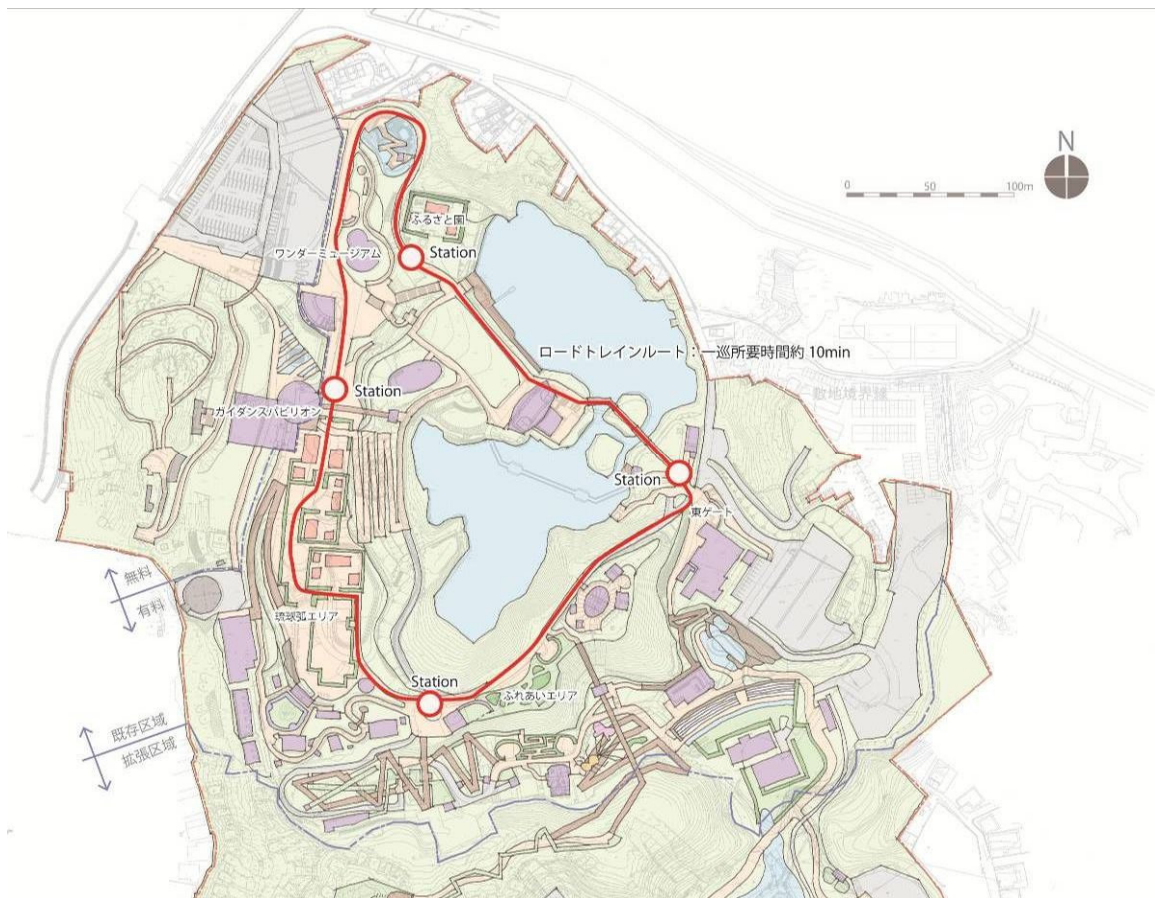 N
0 50 100m
ふるさと園
ワンダーミュージアム
Station
ロードトレインルート：一巡所要時間約 10min
敷地境界線
Station
ガイダンスパビリオン
Station
東ゲート
無料
有料
琉球弧エリア
Station
ふれあいエリア
既存区域
拡張区域